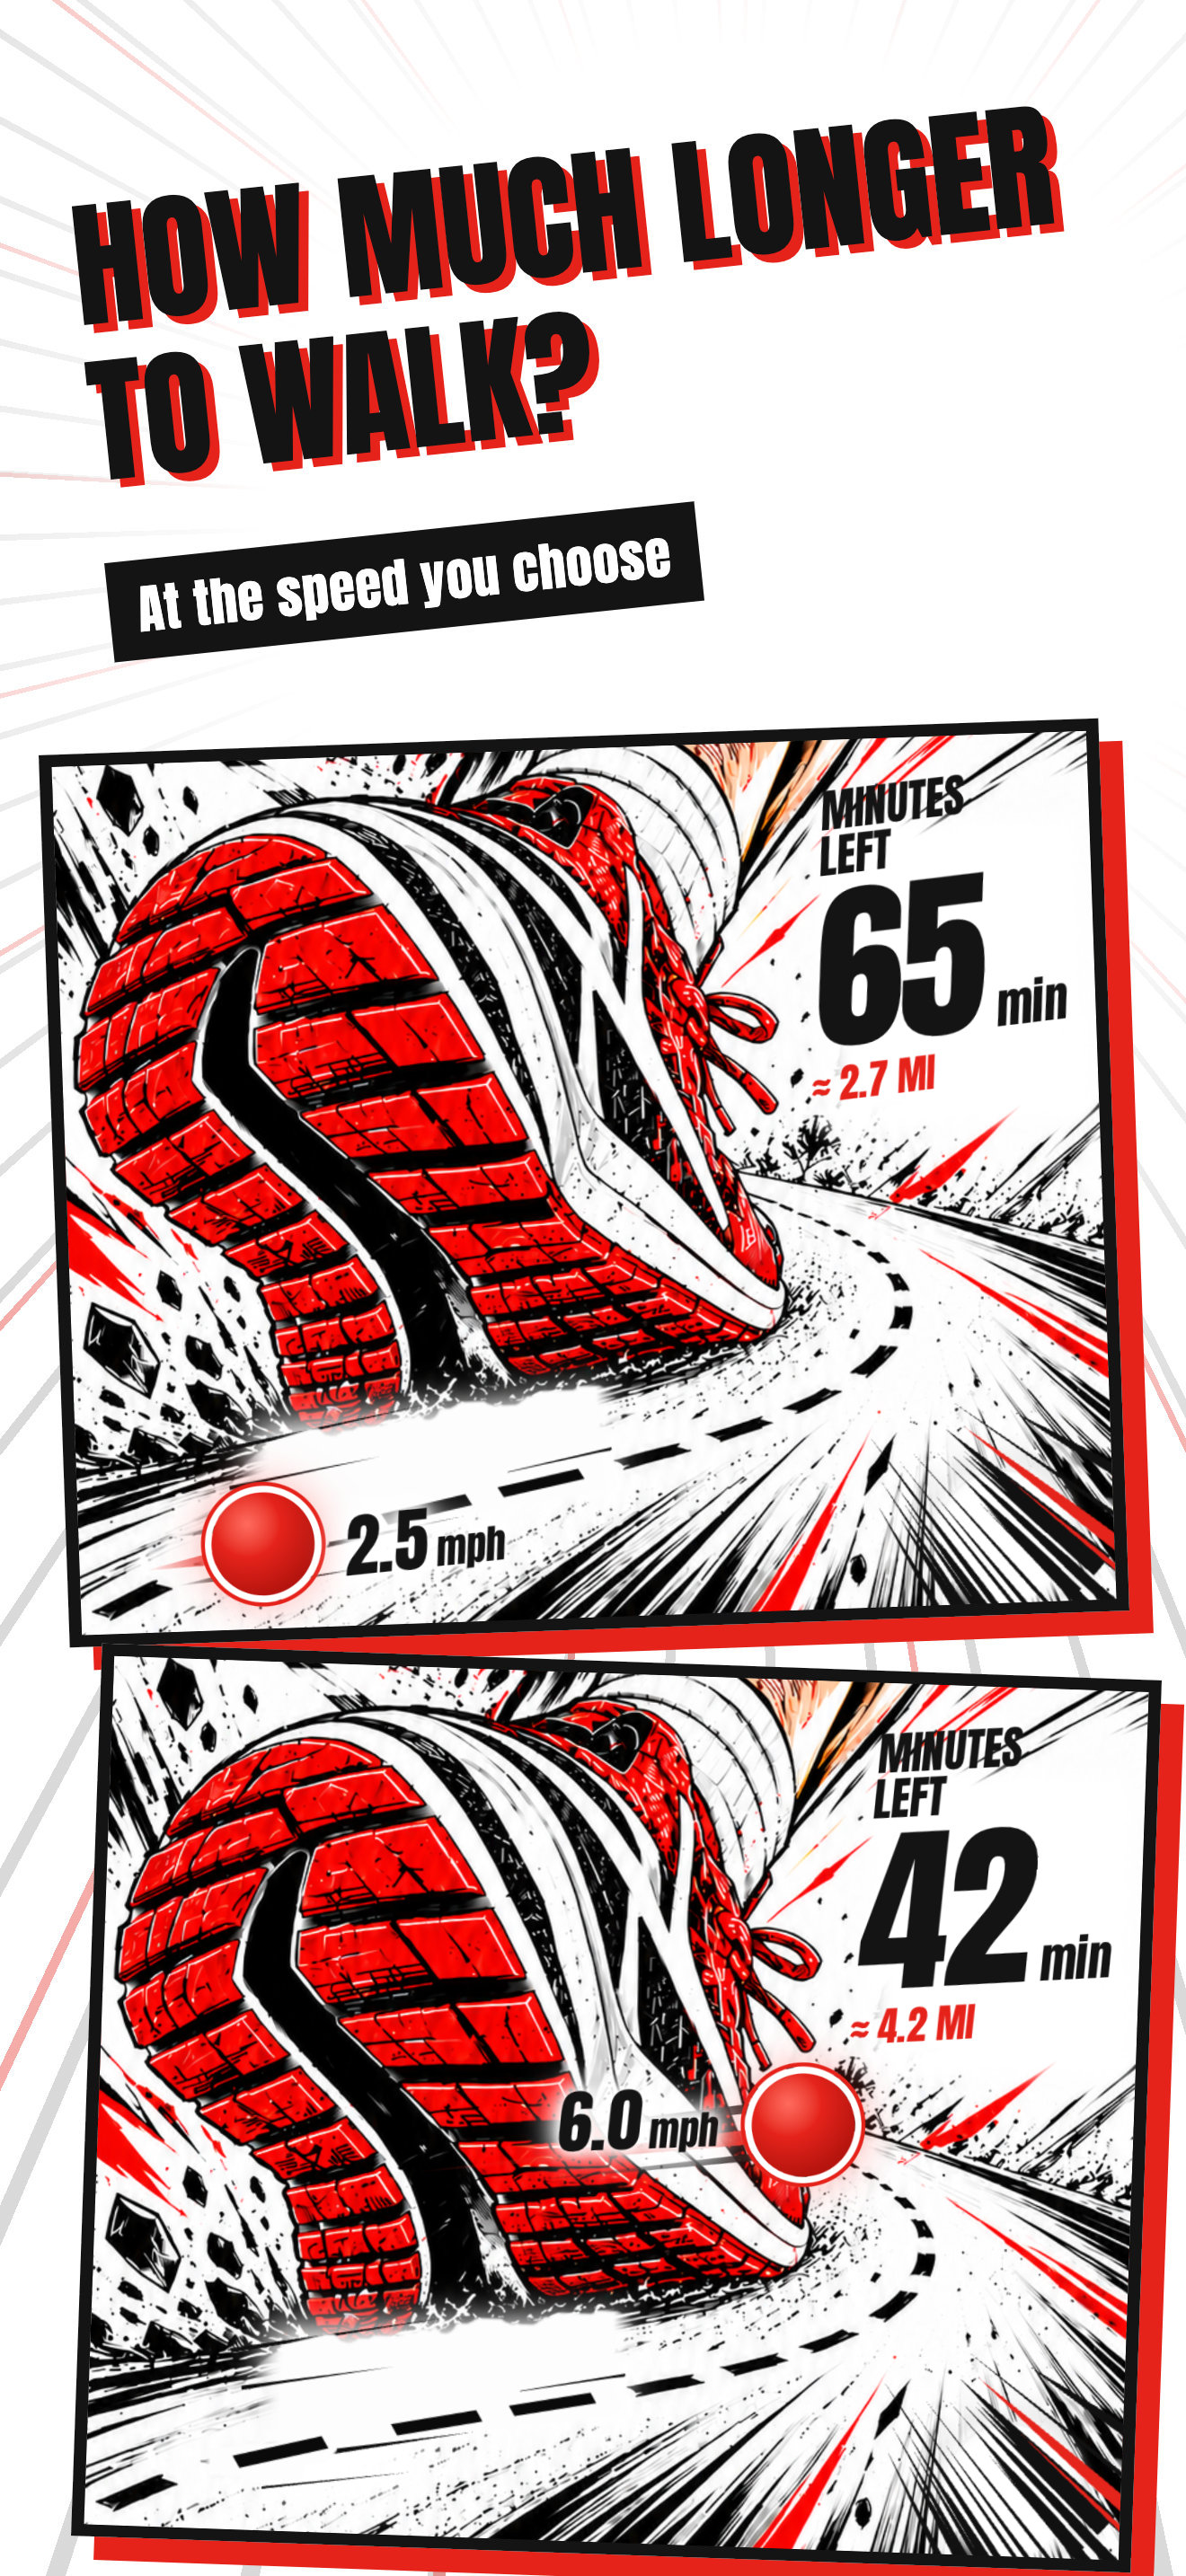 HOW MUCH LONGER
TO WALK?
At the speed you choose
MINUTES
LEFT
65 min
≈ 2.7 MI
2.5 mph
MINUTES
LEFT
42 min
≈ 4.2 MI
6.0 mph